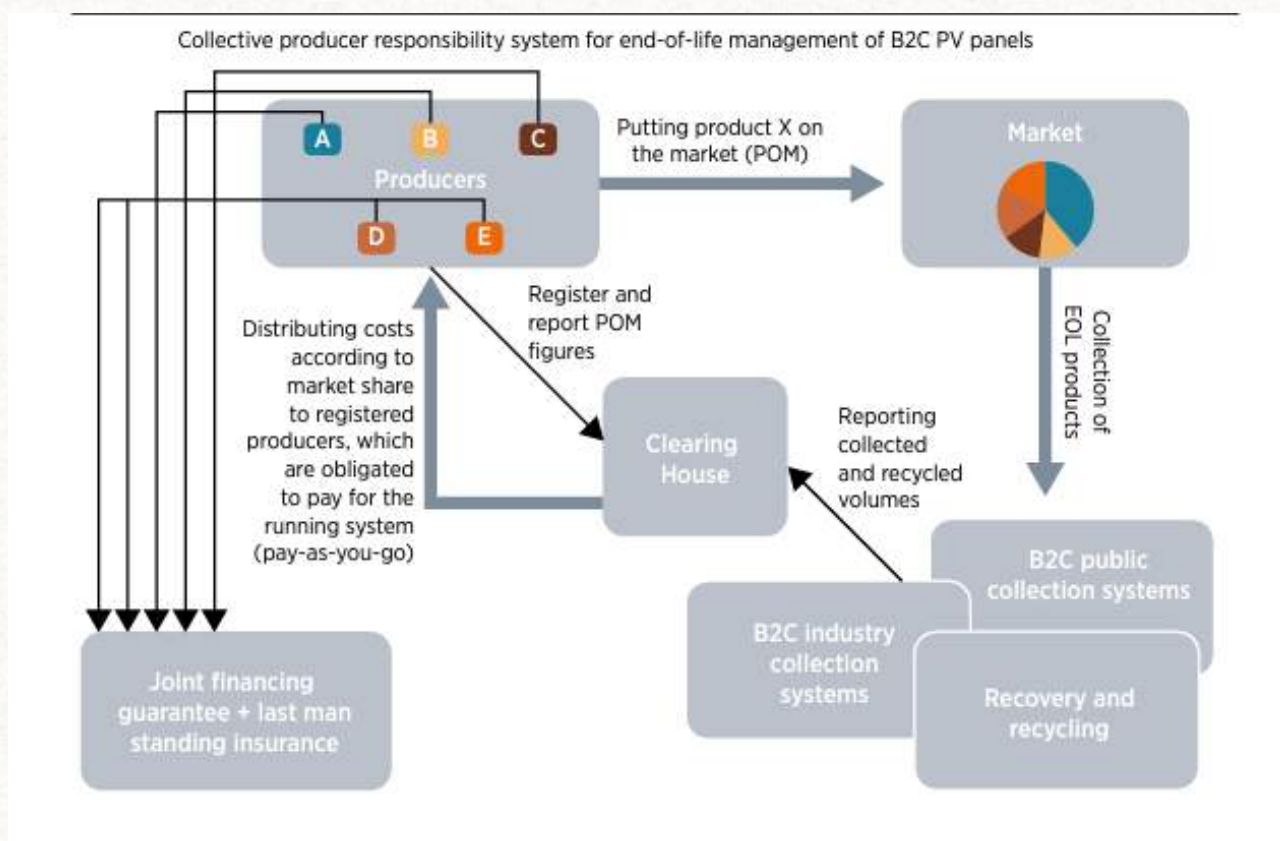 Collective producer responsibility system for end-of-life management of B2C PV panels
A
B
C
Producers
D
E
Putting product X on
the market (POM)
Market
Collection of
EOL products
Register and
report POM
figures
Distributing costs
according to
market share
to registered
producers, which
are obligated
to pay for the
running system
(pay-as-you-go)
Clearing
House
Reporting
collected
and recycled
volumes
B2C public
collection systems
B2C industry
collection
systems
Recovery and
recycling
Joint financing
guarantee + last man
standing insurance